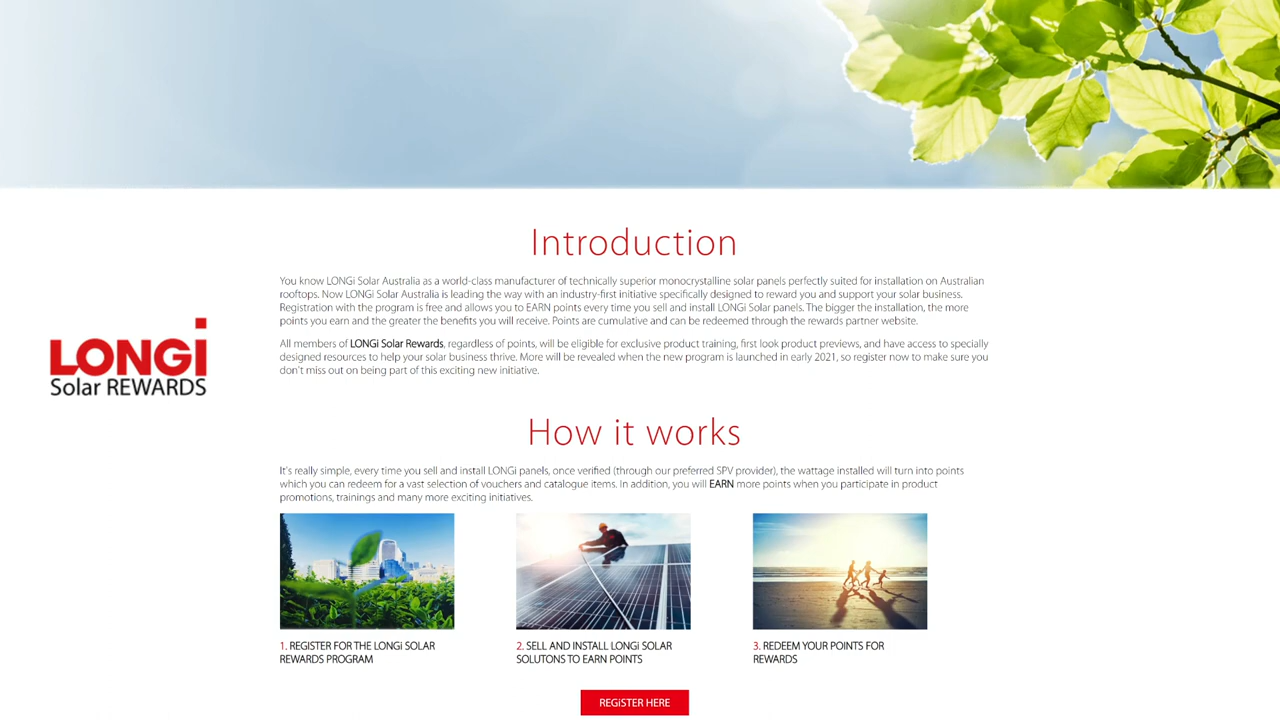 Introduction
You know LONGi Solar Australia as a world-class manufacturer of technically superior monocrystalline solar panels perfectly suited for installation on Australian
rooftops. Now LONGi Solar Australia is leading the way with an industry-first initiative specifically designed to reward you and support your solar business.
Registration with the program is free and allows you to EARN points every time you sell and install LONGi Solar panels. The bigger the installation, the more
points you earn and the greater the benefits you will receive. Points are cumulative and can be redeemed through the rewards partner website.
All members of LONGi Solar Rewards, regardless of points, will be eligible for exclusive product training, first look product previews, and have access to specially
designed resources to help your solar business thrive. More will be revealed when the new program is launched in early 2021, so register now to make sure you
don't miss out on being part of this exciting new initiative.
LONGi
Solar REWARDS
How it works
It's really simple, every time you sell and install LONGi panels, once verified (through our preferred SPV provider), the wattage installed will turn into points
which you can redeem for a vast selection of vouchers and catalogue items. In addition, you will EARN more points when you participate in product
promotions, trainings and many more exciting initiatives.
1. REGISTER FOR THE LONGi SOLAR
REWARDS PROGRAM
2. SELL AND INSTALL LONGi SOLAR
SOLUTONS TO EARN POINTS
3. REDEEM YOUR POINTS FOR
REWARDS
REGiSTER HERE